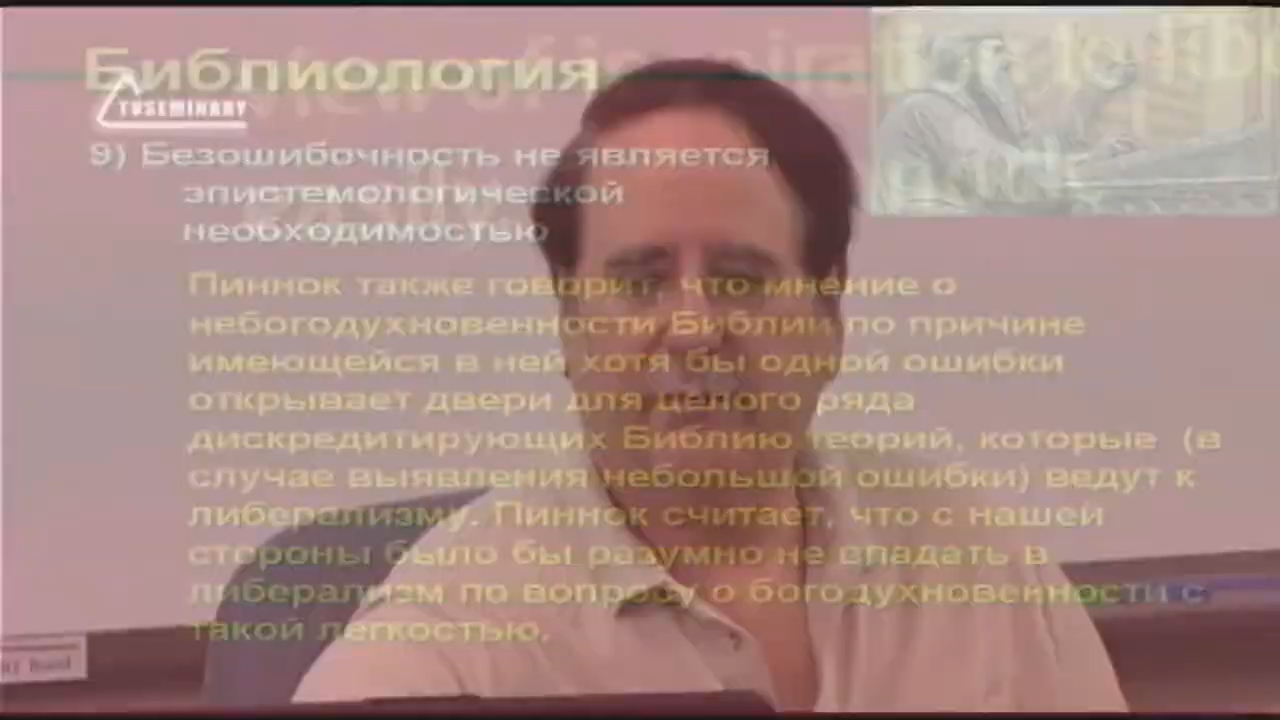 Библиология
TUSEMINARY
9) Безошибочность не является
эпистемологической
необходимостью
Пиннок также говорит, что мнение о
небогодухновенности Библии по причине
имеющейся в ней хотя бы одной ошибки
открывает двери для целого ряда
дискредитирующих Библию теорий, которые (в
случае выявления небольшой ошибки) ведут к
либерализму. Пиннок считает, что с нашей
стороны было бы разумно не впадать в
либерализм по вопросу о богодухновенности с
такой легкостью.